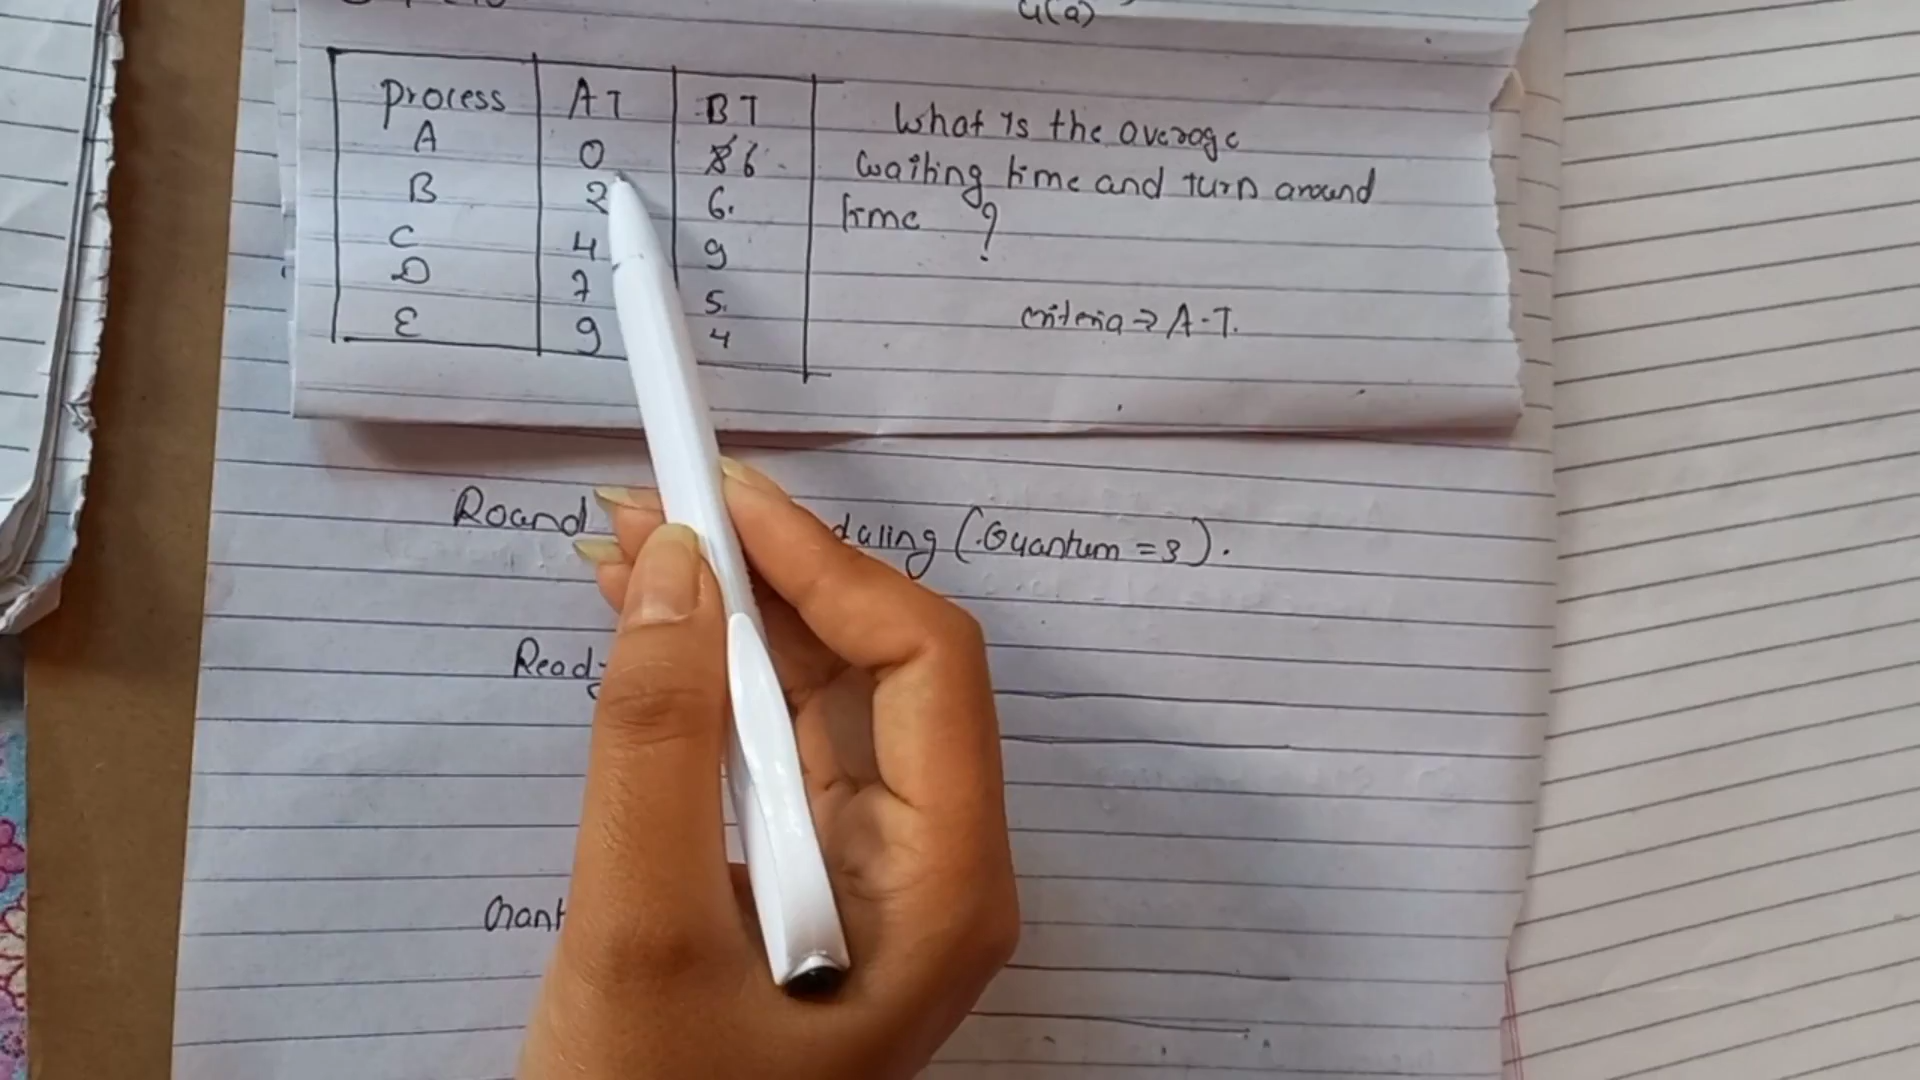 4(a)
Process AT BT
A 0 6
B 2 6.
C 4 9
D 7 5.
E 9 4
What is the average
waiting time and turn around
time ?
criteria => A.T.
Round duling (Quantum = 3).
Ready
Gant